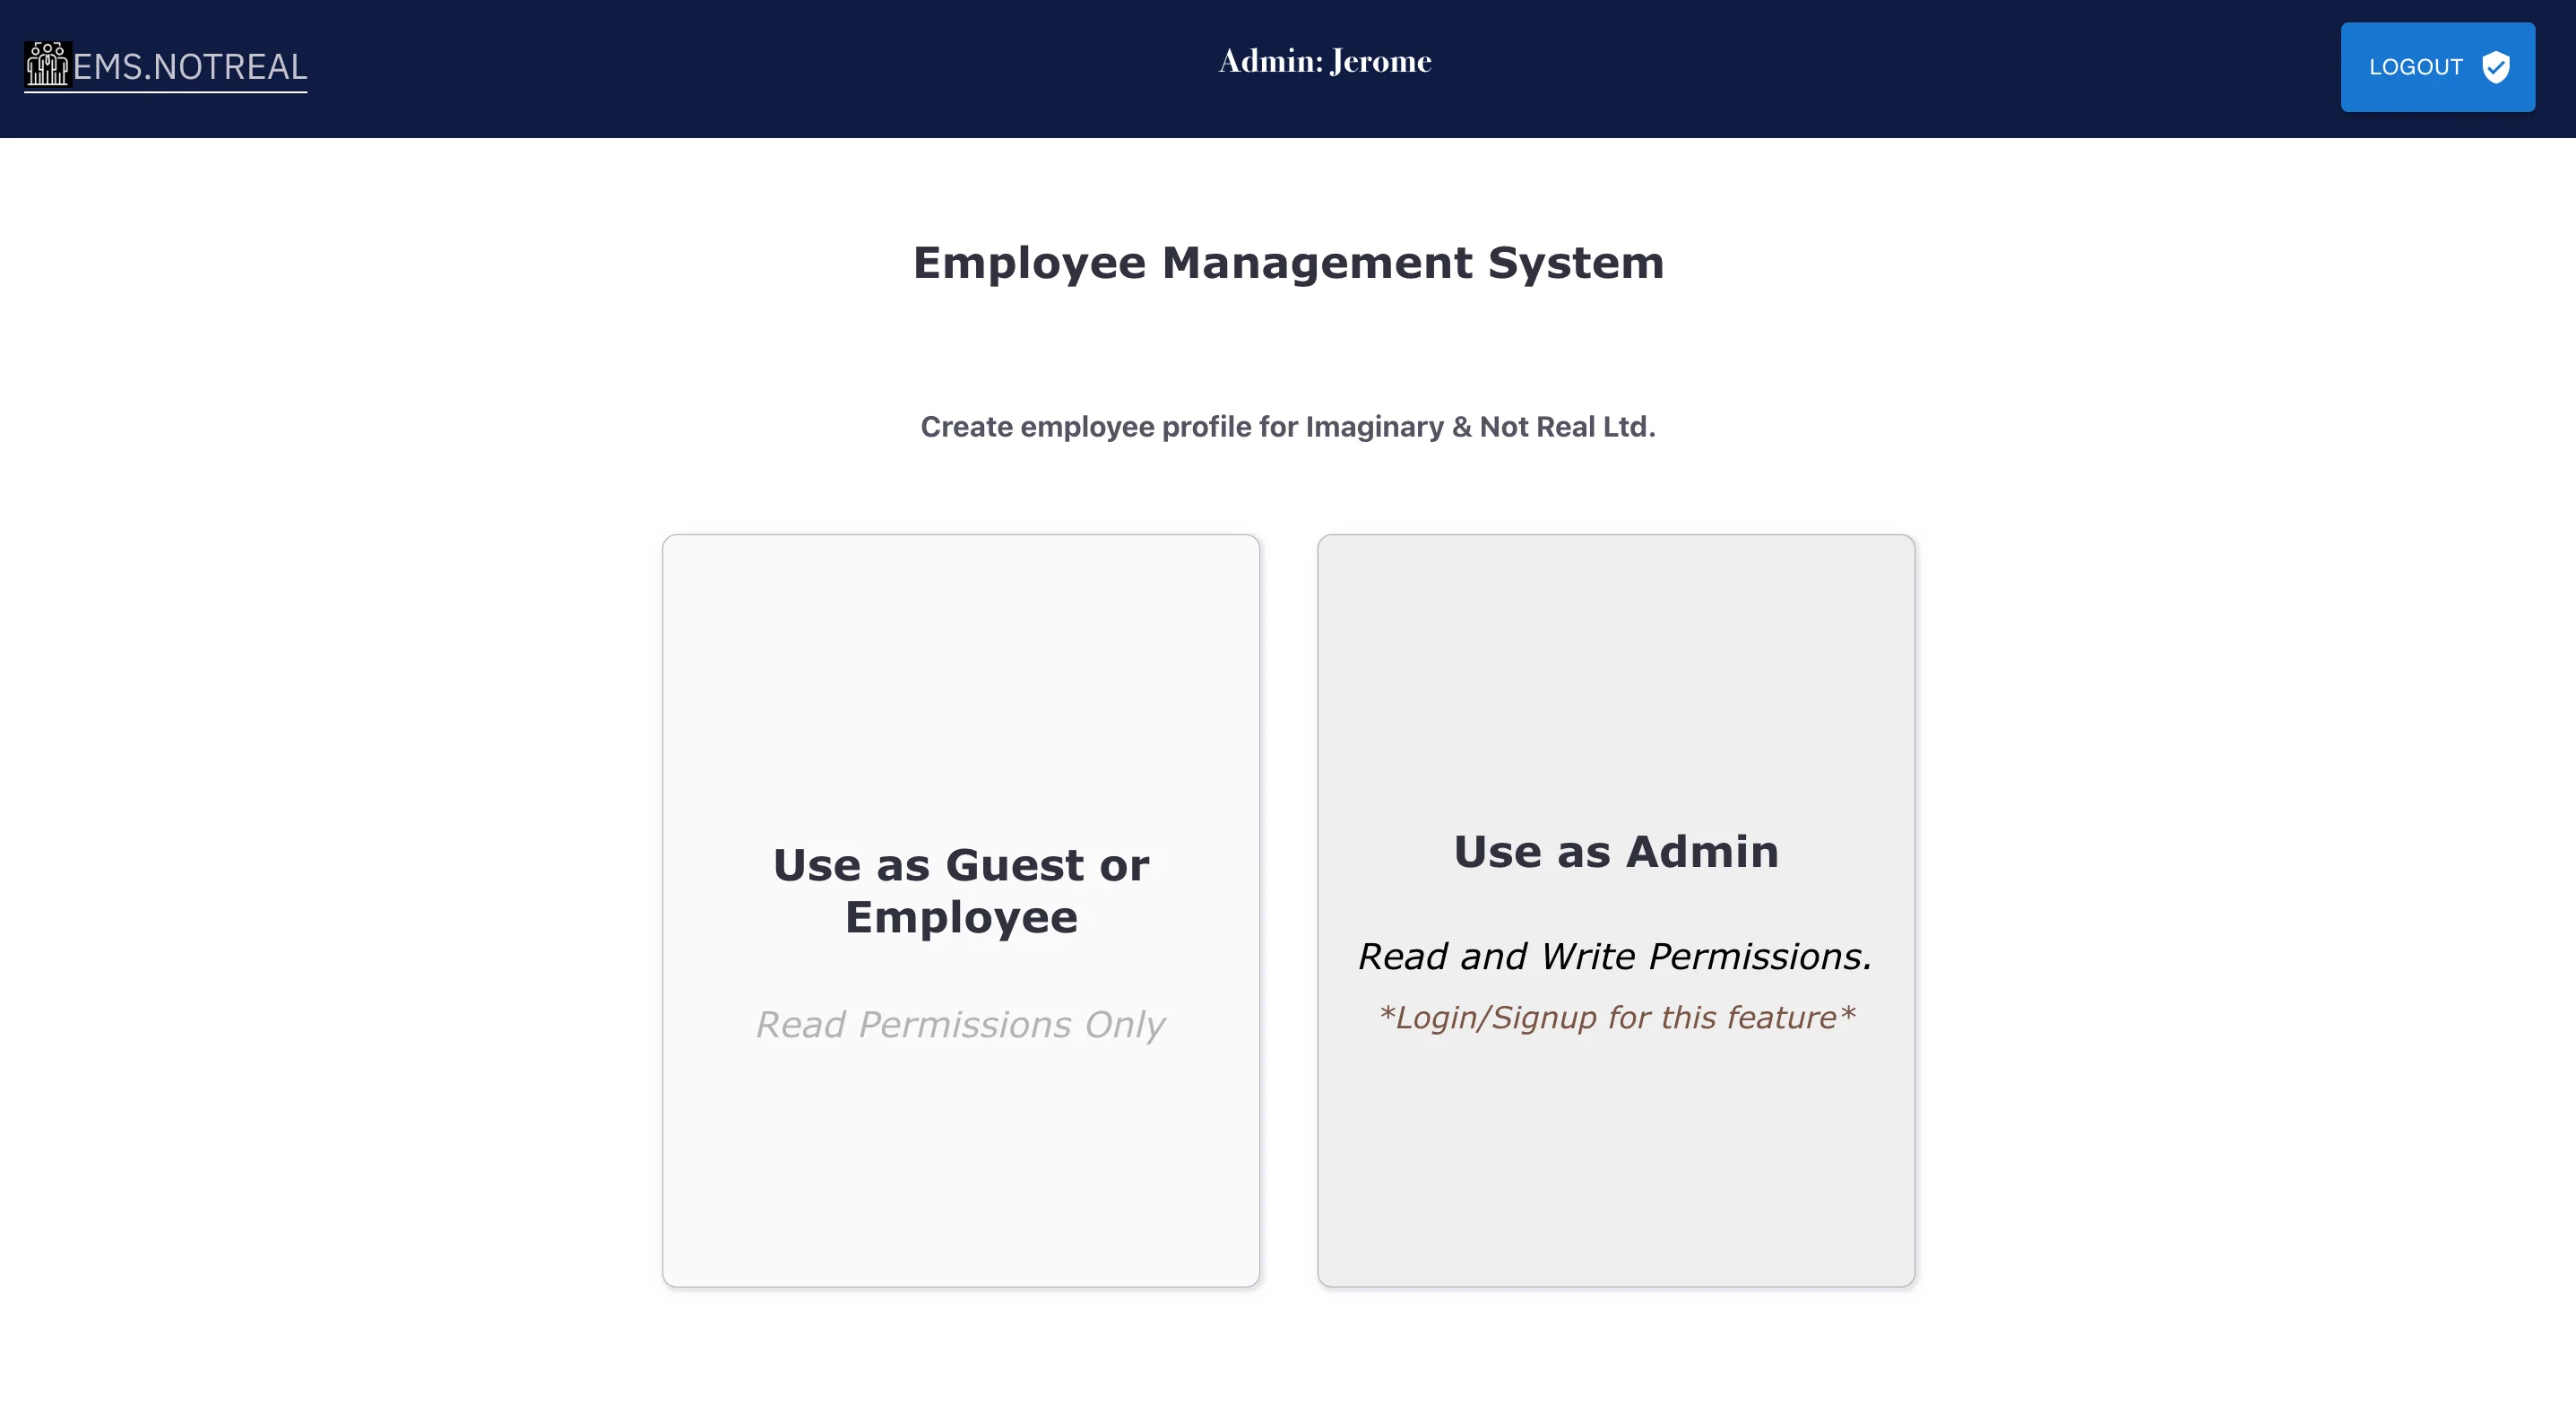 EMS.NOTREAL
Admin: Jerome
LOGOUT
Employee Management System
Create employee profile for Imaginary & Not Real Ltd.
Use as Guest or
Employee
Read Permissions Only
Use as Admin
Read and Write Permissions.
*Login/Signup for this feature*